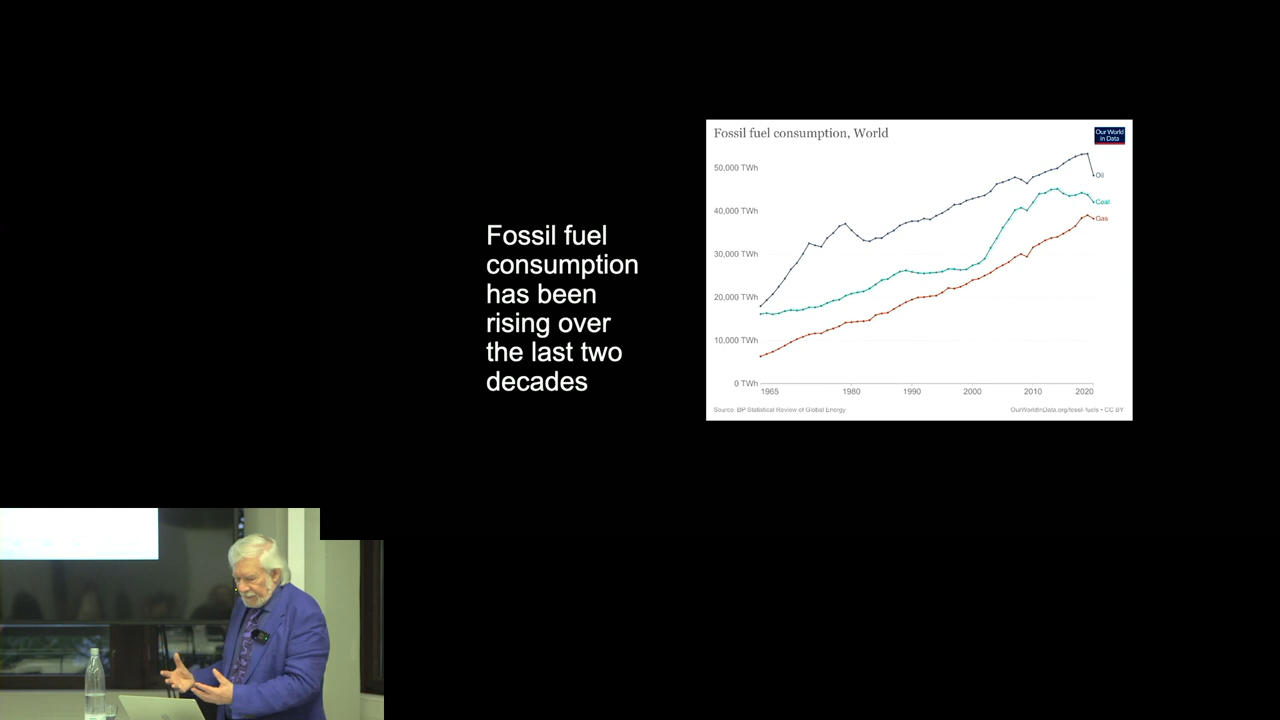 Fossil fuel
consumption
has been
rising over
the last two
decades
Fossil fuel consumption, World
Our World
in Data
50,000 TWh
40,000 TWh
30,000 TWh
20,000 TWh
10,000 TWh
0 TWh
Oil
Coal
Gas
1965 1980 1990 2000 2010 2020
Source: BP Statistical Review of Global Energy
OurWorldInData.org/fossil-fuels • CC BY